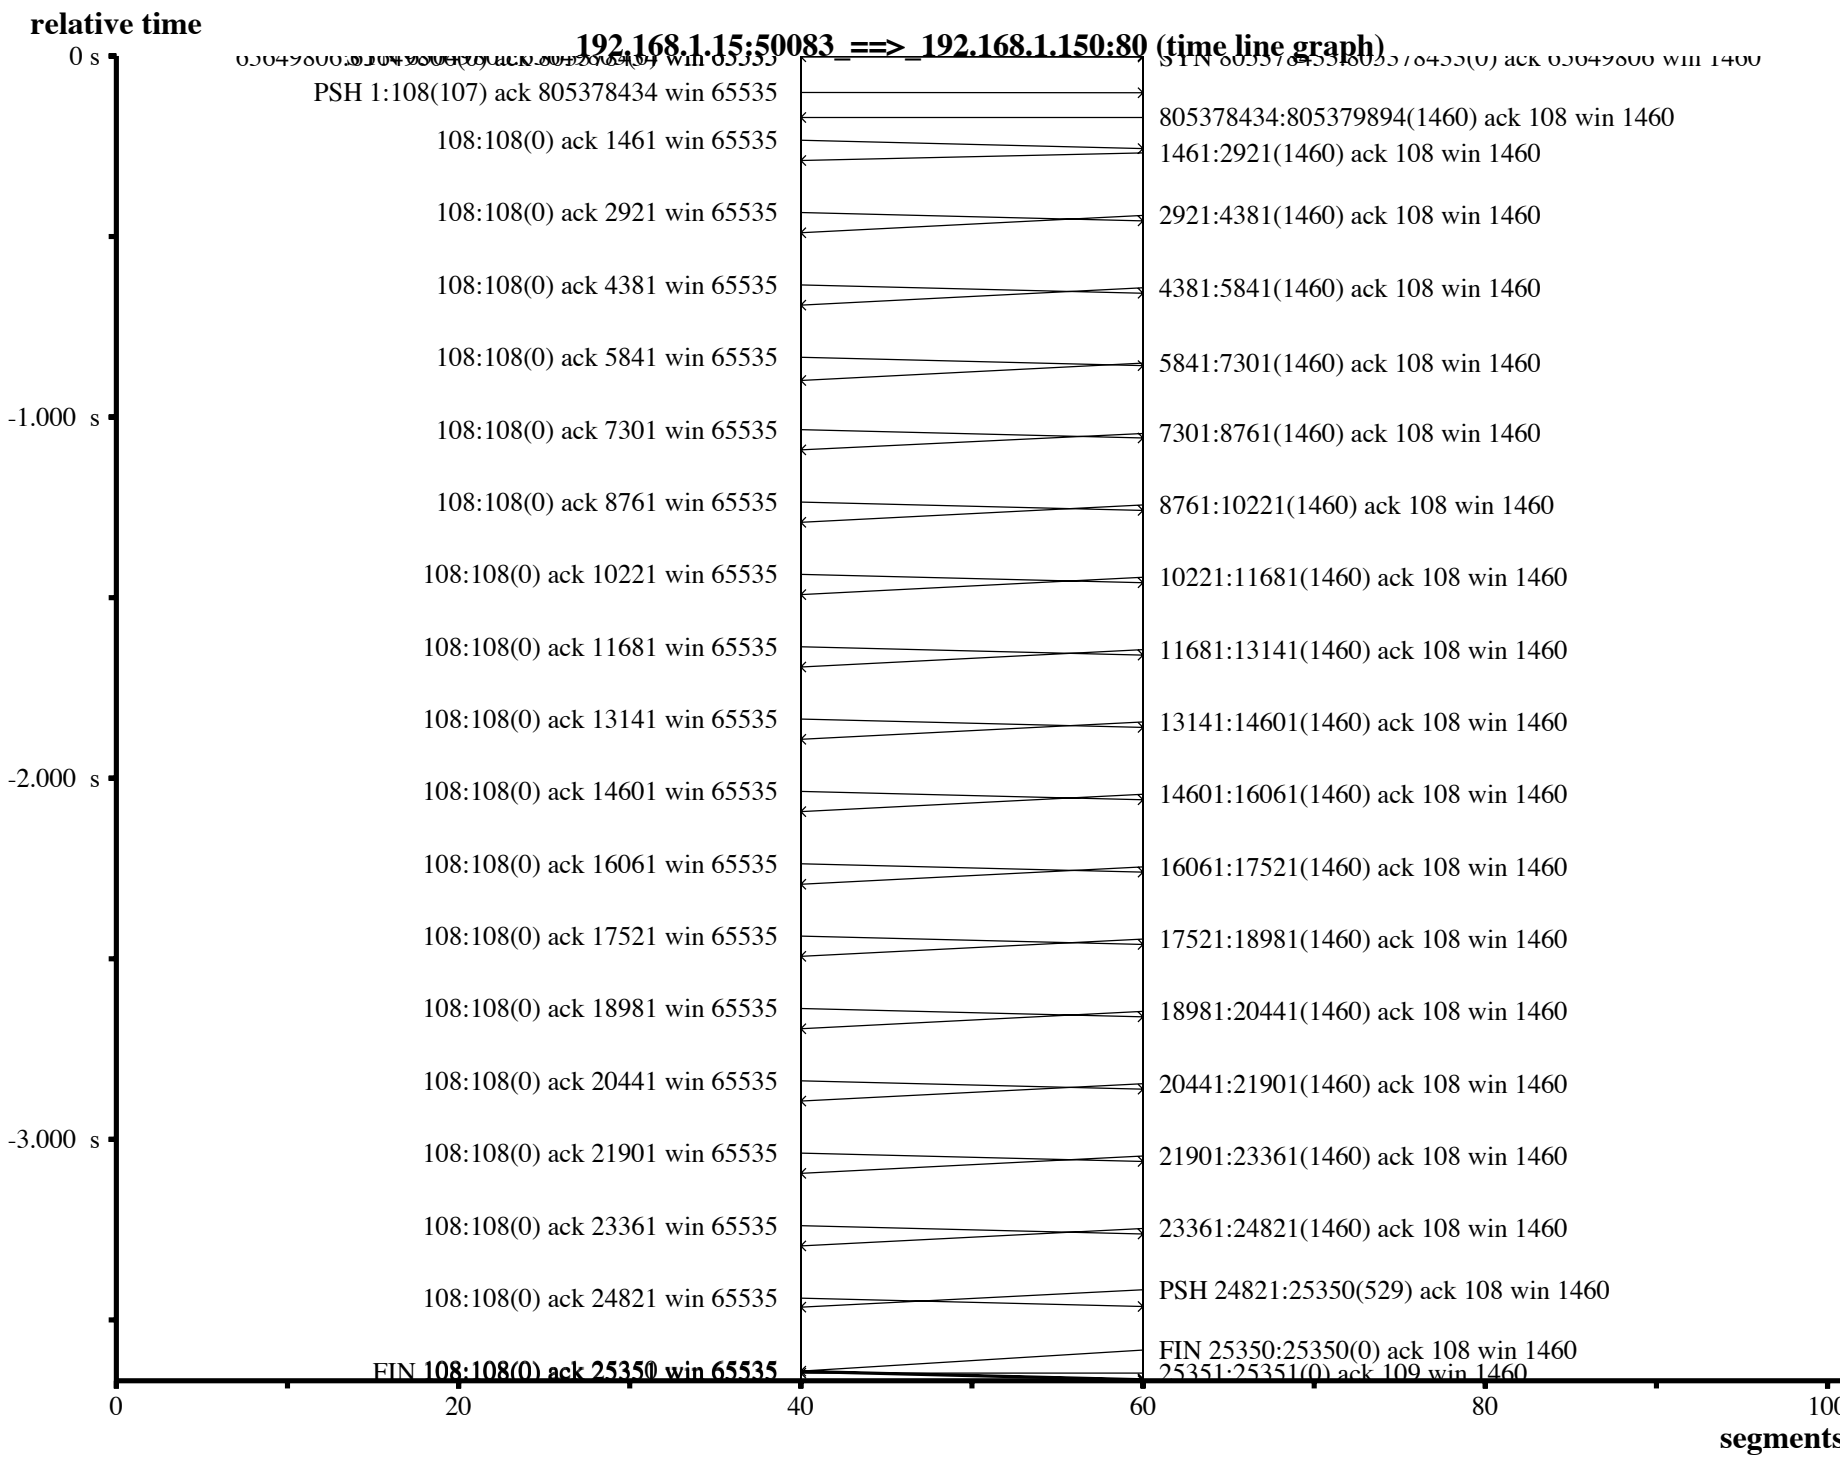 relative time
192.168.1.15:50083_==>_192.168.1.150:80 (time line graph)
0 s
win 65535
SYN 805378433:805378433(0) ack 65649806 win 1460
PSH 1:108(107) ack 805378434 win 65535
805378434:805379894(1460) ack 108 win 1460
108:108(0) ack 1461 win 65535
1461:2921(1460) ack 108 win 1460
108:108(0) ack 2921 win 65535
2921:4381(1460) ack 108 win 1460
108:108(0) ack 4381 win 65535
4381:5841(1460) ack 108 win 1460
108:108(0) ack 5841 win 65535
5841:7301(1460) ack 108 win 1460
-1.000 s
108:108(0) ack 7301 win 65535
7301:8761(1460) ack 108 win 1460
108:108(0) ack 8761 win 65535
8761:10221(1460) ack 108 win 1460
108:108(0) ack 10221 win 65535
10221:11681(1460) ack 108 win 1460
108:108(0) ack 11681 win 65535
11681:13141(1460) ack 108 win 1460
108:108(0) ack 13141 win 65535
13141:14601(1460) ack 108 win 1460
-2.000 s
108:108(0) ack 14601 win 65535
14601:16061(1460) ack 108 win 1460
108:108(0) ack 16061 win 65535
16061:17521(1460) ack 108 win 1460
108:108(0) ack 17521 win 65535
17521:18981(1460) ack 108 win 1460
108:108(0) ack 18981 win 65535
18981:20441(1460) ack 108 win 1460
108:108(0) ack 20441 win 65535
20441:21901(1460) ack 108 win 1460
-3.000 s
108:108(0) ack 21901 win 65535
21901:23361(1460) ack 108 win 1460
108:108(0) ack 23361 win 65535
23361:24821(1460) ack 108 win 1460
108:108(0) ack 24821 win 65535
PSH 24821:25350(529) ack 108 win 1460
FIN 25350:25350(0) ack 108 win 1460
FIN 108:108(0) ack win 65535
25351:25351(0) ack 109 win 1460
0 20 40 60 80 100
segments